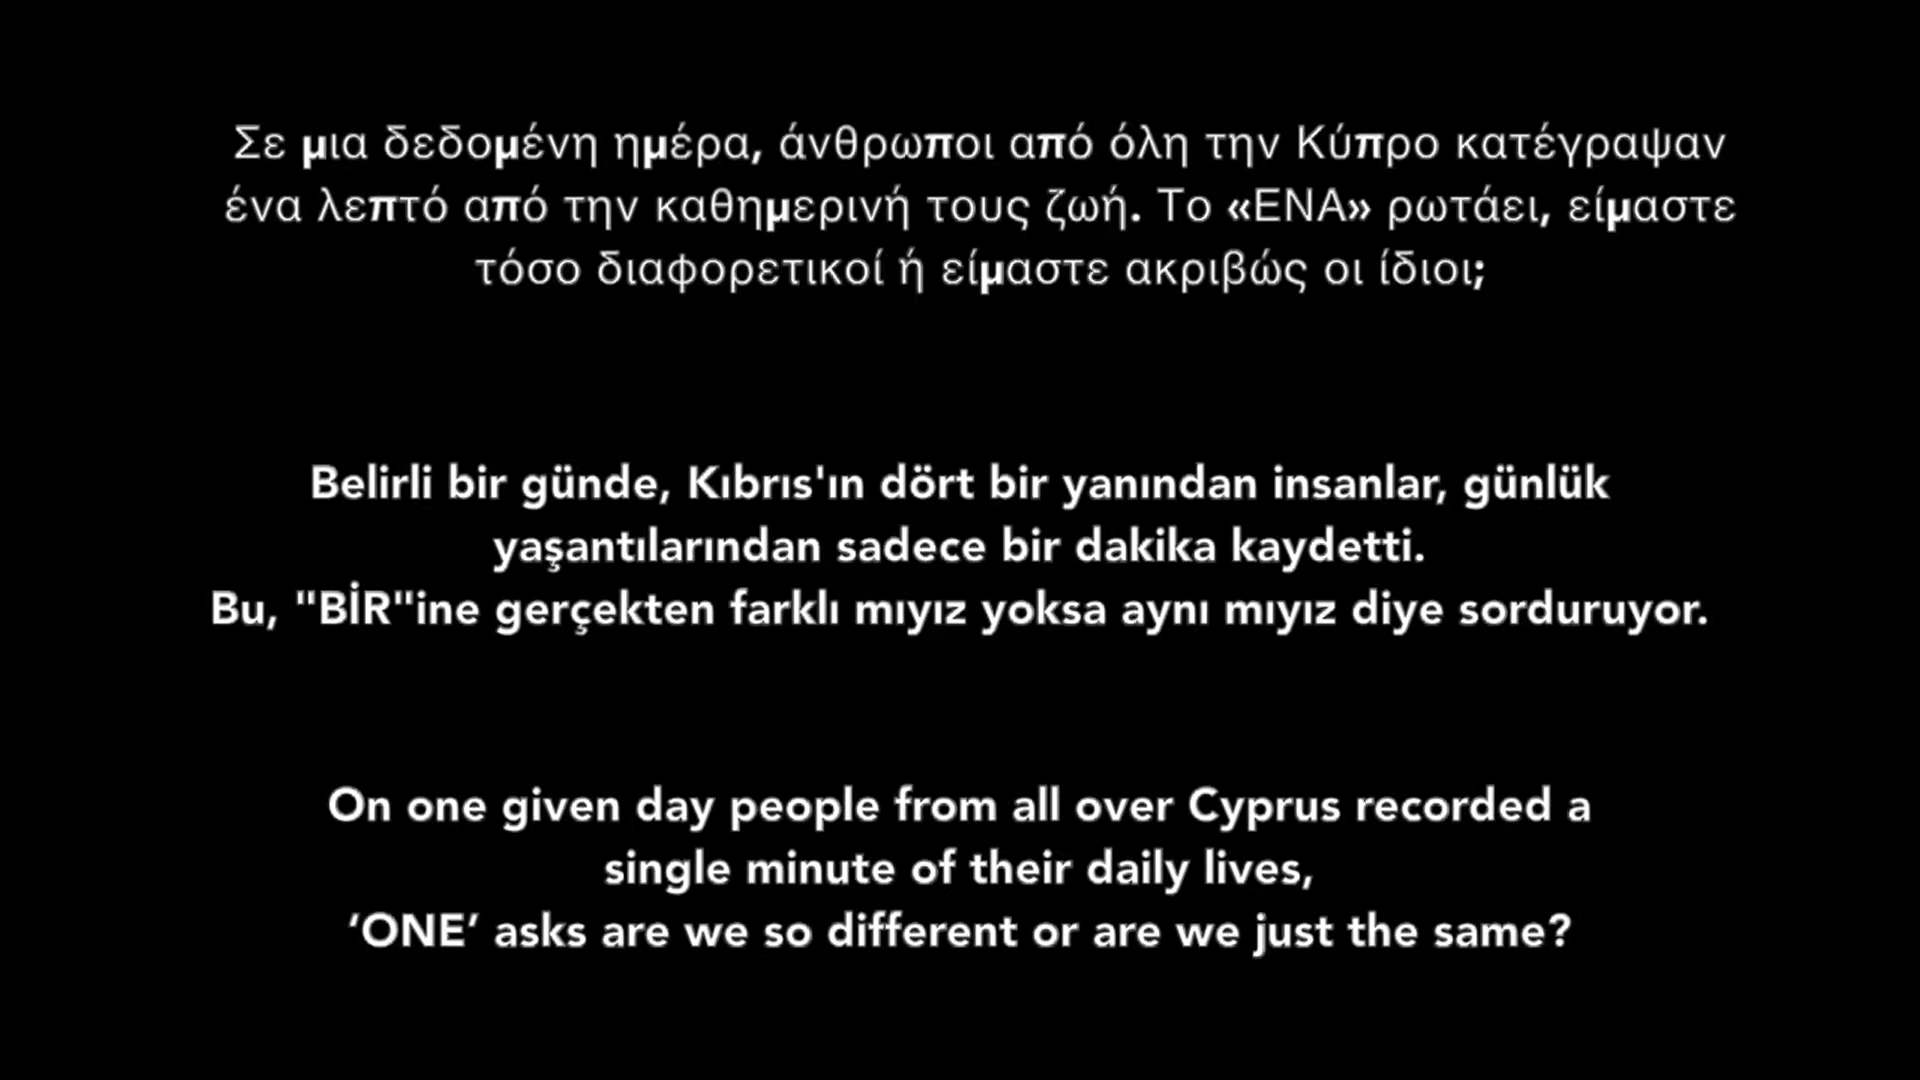 Σε μια δεδομένη ημέρα, άνθρωποι από όλη την Κύπρο κατέγραψαν
ένα λεπτό από την καθημερινή τους ζωή. Το «ΕΝΑ» ρωτάει, είμαστε
τόσο διαφορετικοί ή είμαστε ακριβώς οι ίδιοι;
Belirli bir günde, Kıbrıs'ın dört bir yanından insanlar, günlük
yaşantılarından sadece bir dakika kaydetti.
Bu, "BİR"ine gerçekten farklı mıyız yoksa aynı mıyız diye sorduruyor.
On one given day people from all over Cyprus recorded a
single minute of their daily lives,
‘ONE’ asks are we so different or are we just the same?